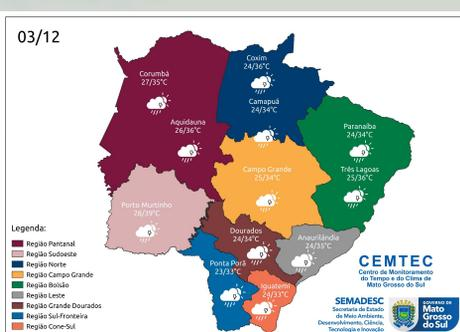 03/12
Corumbá
27/35°C
Aquidauna
26/36°C
Coxim
24/36°C
Camapuã
24/34°C
Paranaíba
24/34°C
Três Lagoas
25/36°C
Campo Grande
25/34°C
Porto Murtinho
28/39°C
Dourados
24/34°C
Anaurilândia
24/35°C
Ponta Porã
23/33°C
Iguatemi
24/33°C
Legenda:
Região Pantanal
Região Sudoeste
Região Norte
Região Campo Grande
Região Bolsão
Região Leste
Região Grande Dourados
Região Sul-Fronteira
Região Cone-Sul
CEMTEC
Centro de Monitoramento
do Tempo e do Clima de
Mato Grosso do Sul
SEMADESC
Secretaria de Estado
de Meio Ambiente,
Desenvolvimento, Ciência,
Tecnologia e Inovação
GOVERNO DE
Mato
Grosso
do Sul